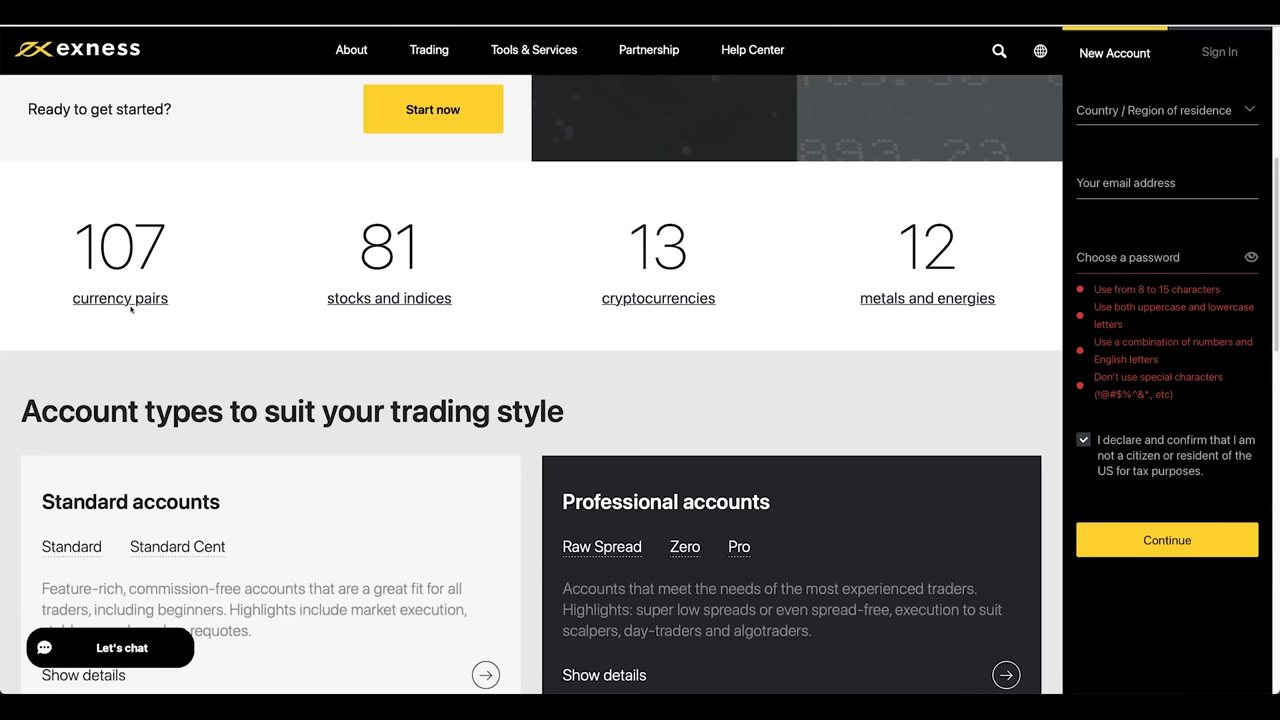 exness
About
Trading
Tools & Services
Partnership
Help Center
New Account
Sign In
Ready to get started?
Start now
893.23
107
currency pairs
81
stocks and indices
13
cryptocurrencies
12
metals and energies
Account types to suit your trading style
Standard accounts
Standard
Standard Cent
Feature-rich, commission-free accounts that are a great fit for all
traders, including beginners. Highlights include market execution,
requotes.
Let's chat
Show details
Professional accounts
Raw Spread
Zero
Pro
Accounts that meet the needs of the most experienced traders.
Highlights: super low spreads or even spread-free, execution to suit
scalpers, day-traders and algotraders.
Show details
Country / Region of residence
Your email address
Choose a password
Use from 8 to 15 characters
Use both uppercase and lowercase
letters
Use a combination of numbers and
English letters
Don't use special characters
(!@#$%^&*., etc)
I declare and confirm that I am
not a citizen or resident of the
US for tax purposes.
Continue